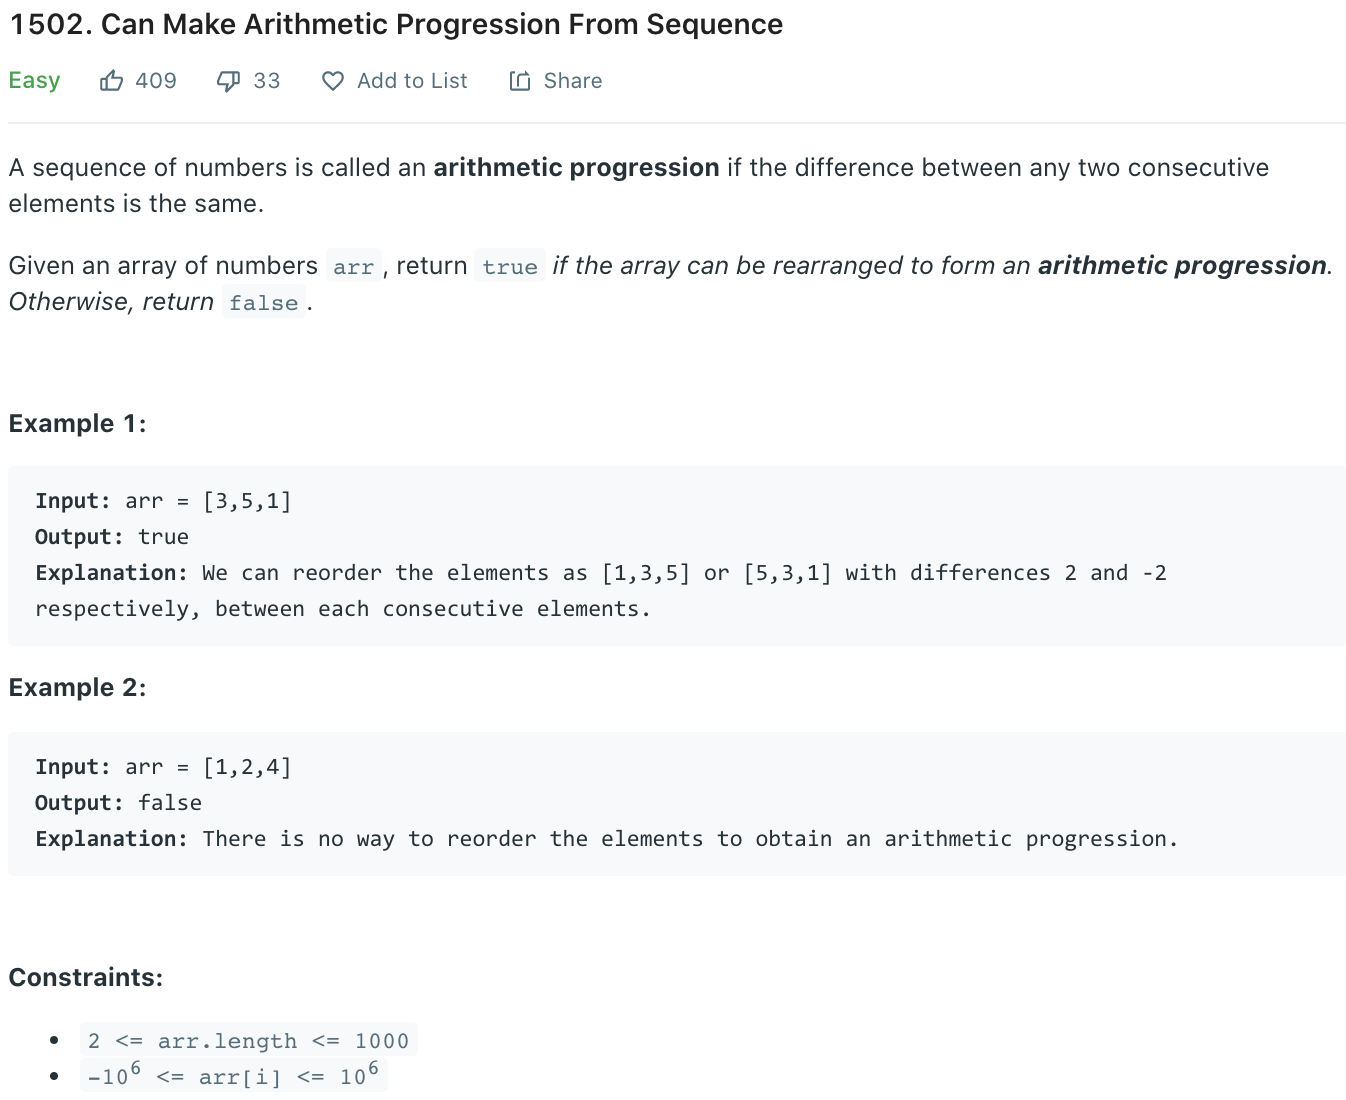 1502. Can Make Arithmetic Progression From Sequence
Easy 409 33 Add to List Share
A sequence of numbers is called an arithmetic progression if the difference between any two consecutive
elements is the same.
Given an array of numbers arr , return true if the array can be rearranged to form an arithmetic progression.
Otherwise, return false .
Example 1:
Input: arr = [3,5,1]
Output: true
Explanation: We can reorder the elements as [1,3,5] or [5,3,1] with differences 2 and -2
respectively, between each consecutive elements.
Example 2:
Input: arr = [1,2,4]
Output: false
Explanation: There is no way to reorder the elements to obtain an arithmetic progression.
Constraints:
• 2 <= arr.length <= 1000
• -10⁶ <= arr[i] <= 10⁶